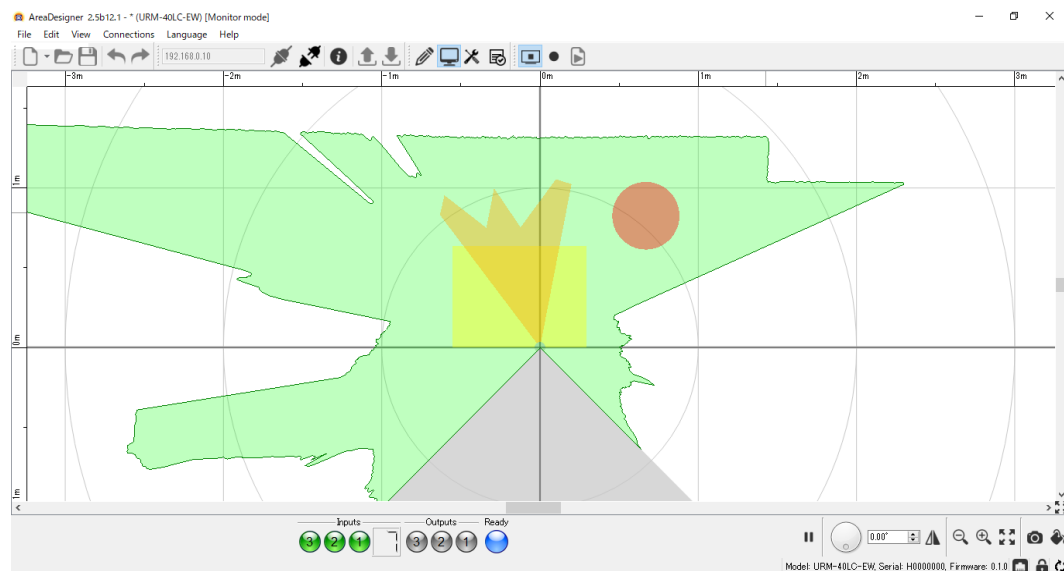 AreaDesigner 2.5b12.1 - * (URM-40LC-EW) [Monitor mode]
File Edit View Connections Language Help
192.168.0.10
-3m -2m -1m 0m 1m 2m 3m
1m
0m
1m
Inputs Outputs Ready
3 2 1 7 3 2 1
0.00°
Model: URM-40LC-EW, Serial: H0000000, Firmware: 0.1.0